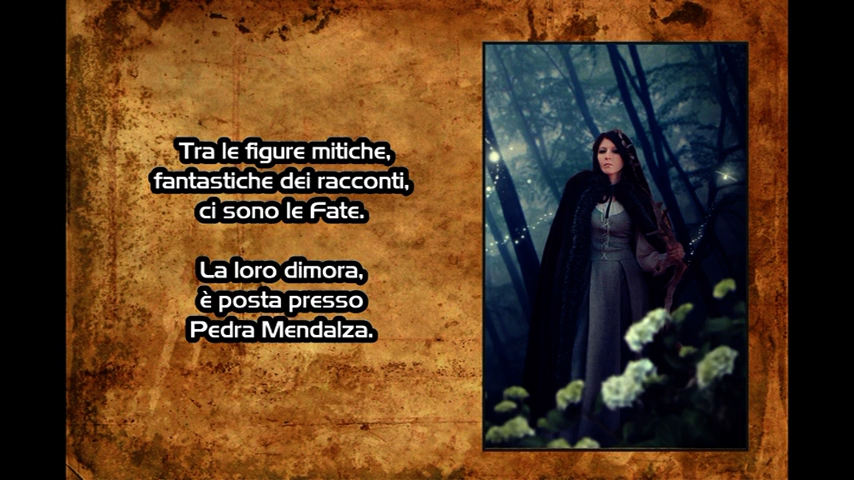 Tra le figure mitiche,
fantastiche dei racconti,
ci sono le Fate.
La loro dimora,
è posta presso
Pedra Mendalza.